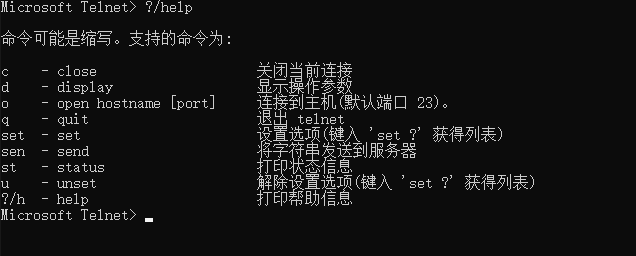 Microsoft Telnet> ?/help
命令可能是缩写。支持的命令为:
c - close 关闭当前连接
d - display 显示操作参数
o - open hostname [port] 连接到主机(默认端口 23)。
q - quit 退出 telnet
set - set 设置选项(键入 'set ?' 获得列表)
sen - send 将字符串发送到服务器
st - status 打印状态信息
u - unset 解除设置选项(键入 'set ?' 获得列表)
?/h - help 打印帮助信息
Microsoft Telnet> _